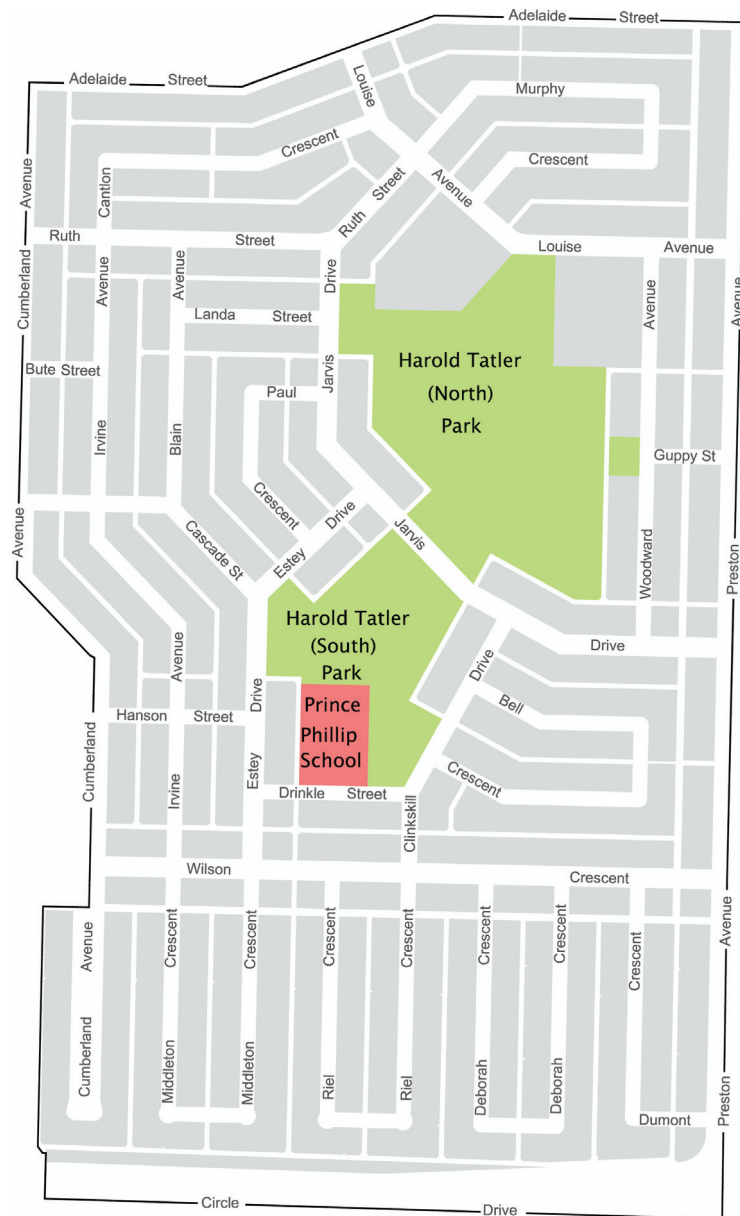 Adelaide Street
Adelaide Street
Louise
Murphy
Crescent
Crescent
Avenue
Street
Avenue
Cantlon
Ruth
Ruth Street
Louise Avenue
Cumberland
Avenue
Avenue
Drive
Avenue
Avenue
Landa Street
Bute Street
Jarvis
Harold Tatler
(North)
Park
Paul
Irvine
Blain
Guppy St
Crescent
Drive
Estey
Jarvis
Avenue
Cascade St
Woodward
Preston
Harold Tatler
(South)
Park
Avenue
Drive
Drive
Drive
Prince
Phillip
School
Bell
Hanson Street
Cumberland
Irvine
Estey
Crescent
Drinkle Street
Clinkskill
Wilson Crescent
Avenue
Crescent
Crescent
Crescent
Crescent
Crescent
Crescent
Crescent
Avenue
Cumberland
Middleton
Middleton
Riel
Riel
Deborah
Deborah
Dumont
Preston
Circle Drive